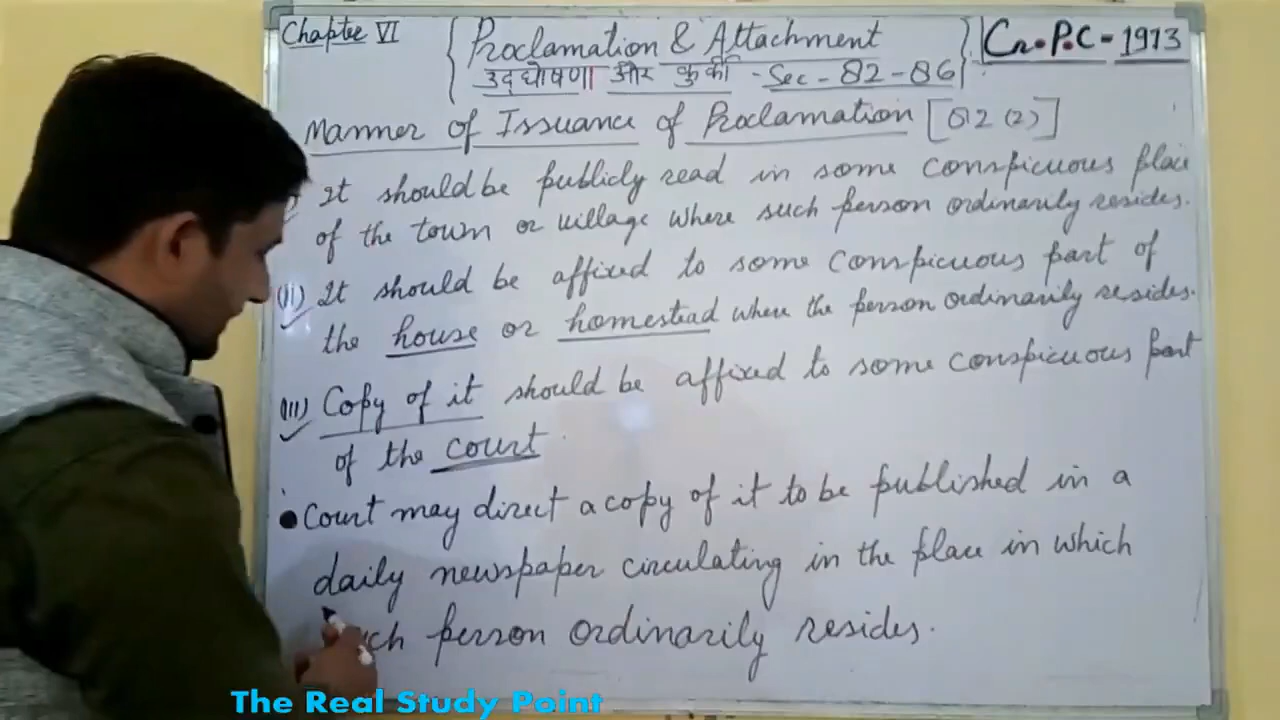 Chapter VI
Proclamation & Attachment
Cr.P.C - 1973
उद्घोषणा और कुर्की - Sec - 82 - 86
Manner of Issuance of Proclamation [82 (2)]
It should be publicly read in some conspicuous place
of the town or village where such person ordinarily resides.
(II) It should be affixed to some conspicuous part of
the house or homestead where the person ordinarily resides.
(III) Copy of it should be affixed to some conspicuous part
of the court.
• Court may direct a copy of it to be published in a
daily newspaper circulating in the place in which
person ordinarily resides.
The Real Study Point